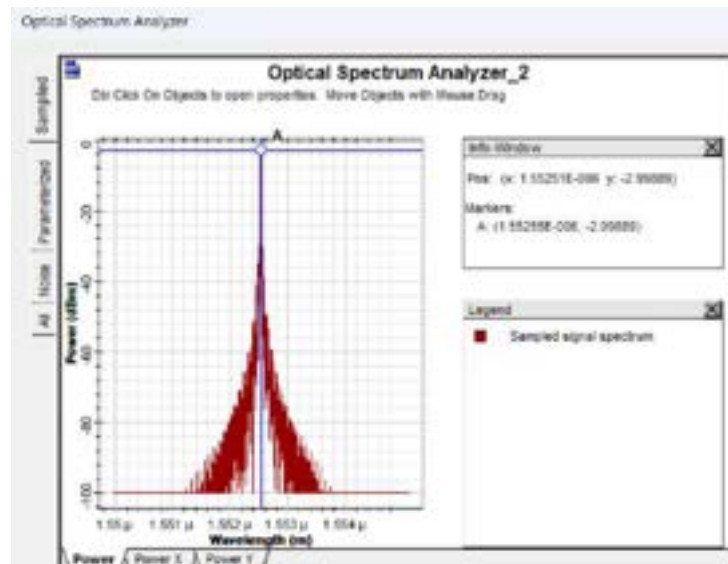 Optical Spectrum Analyzer
Optical Spectrum Analyzer_2
Dbl Click On Objects to open properties. Move Objects with Mouse Drag
Sampled
Parameterized
Noise
All
A
0
-20
-40
-60
-80
-100
Power (dBm)
1.55 µ 1.551 µ 1.552 µ 1.553 µ 1.554 µ
Wavelength (m)
Power Power X Power Y
Info Window
Markers:
Legend
Sampled signal spectrum